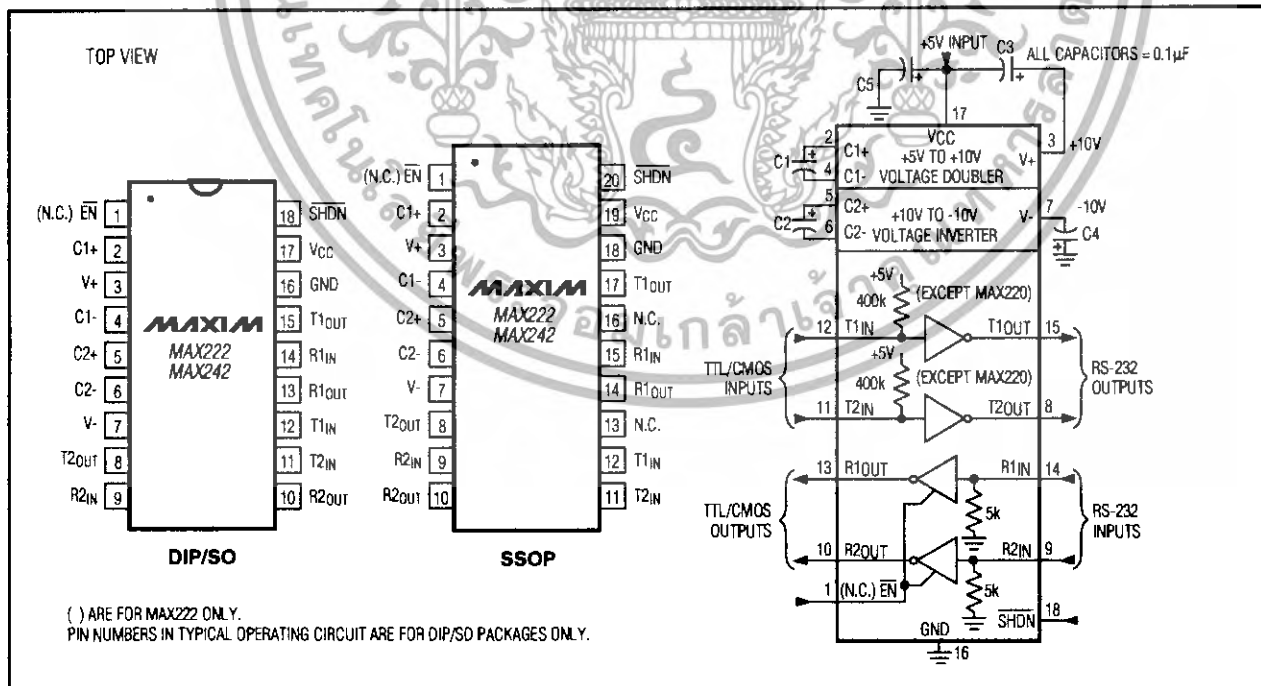 TOP VIEW
(N.C.) EN 1
C1+ 2
V+ 3
C1- 4
C2+ 5
C2- 6
V- 7
T2OUT 8
R2IN 9
18 SHDN
17 VCC
16 GND
15 T1OUT
14 R1IN
13 R1OUT
12 T1IN
11 T2IN
10 R2OUT
MAXIM
MAX222
MAX242
DIP/SO
(N.C.) EN 1
C1+ 2
V+ 3
C1- 4
C2+ 5
C2- 6
V- 7
T2OUT 8
R2IN 9
R2OUT 10
20 SHDN
19 VCC
18 GND
17 T1OUT
16 N.C.
15 R1IN
14 R1OUT
13 N.C.
12 T1IN
11 T2IN
MAXIM
MAX222
MAX242
SSOP
+5V INPUT
C3
ALL CAPACITORS = 0.1µF
C5
17
VCC
2 C1+
C1
4 C1-
+5V TO +10V
VOLTAGE DOUBLER
V+ 3 +10V
5 C2+
C2
6 C2-
+10V TO -10V
VOLTAGE INVERTER
V- 7 -10V
C4
+5V
400k (EXCEPT MAX220)
12 T1IN T1OUT 15
+5V
400k (EXCEPT MAX220)
11 T2IN T2OUT 8
TTL/CMOS
INPUTS
RS-232
OUTPUTS
13 R1OUT R1IN 14
5k
10 R2OUT R2IN 9
5k
TTL/CMOS
OUTPUTS
RS-232
INPUTS
1 (N.C.) EN
SHDN 18
GND
16
( ) ARE FOR MAX222 ONLY.
PIN NUMBERS IN TYPICAL OPERATING CIRCUIT ARE FOR DIP/SO PACKAGES ONLY.